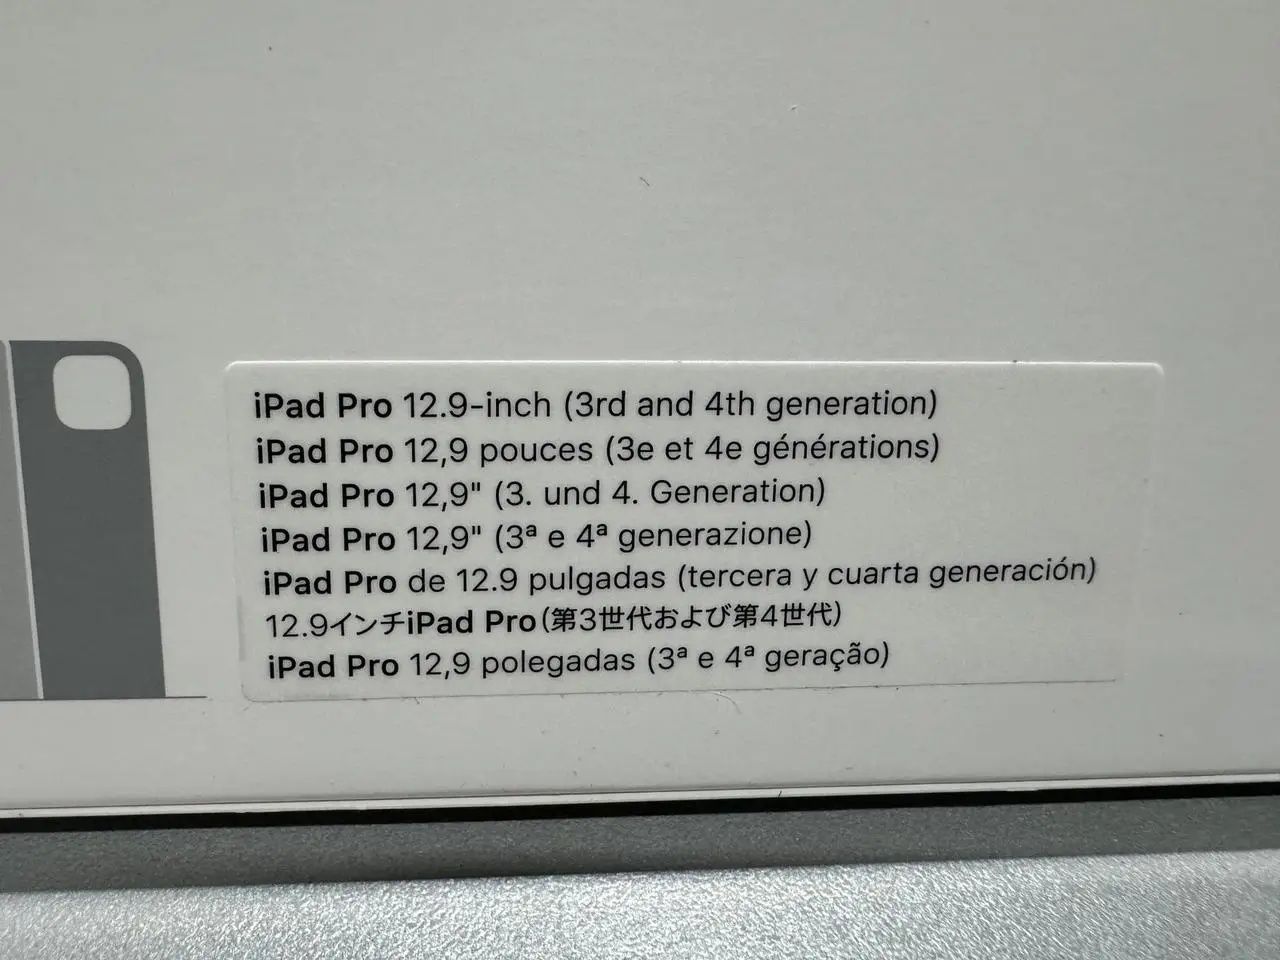 iPad Pro 12.9-inch (3rd and 4th generation)
iPad Pro 12,9 pouces (3e et 4e générations)
iPad Pro 12,9" (3. und 4. Generation)
iPad Pro 12,9" (3ª e 4ª generazione)
iPad Pro de 12.9 pulgadas (tercera y cuarta generación)
12.9インチiPad Pro(第3世代および第4世代)
iPad Pro 12,9 polegadas (3ª e 4ª geração)